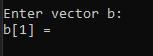 Enter vector b:
b[1] =